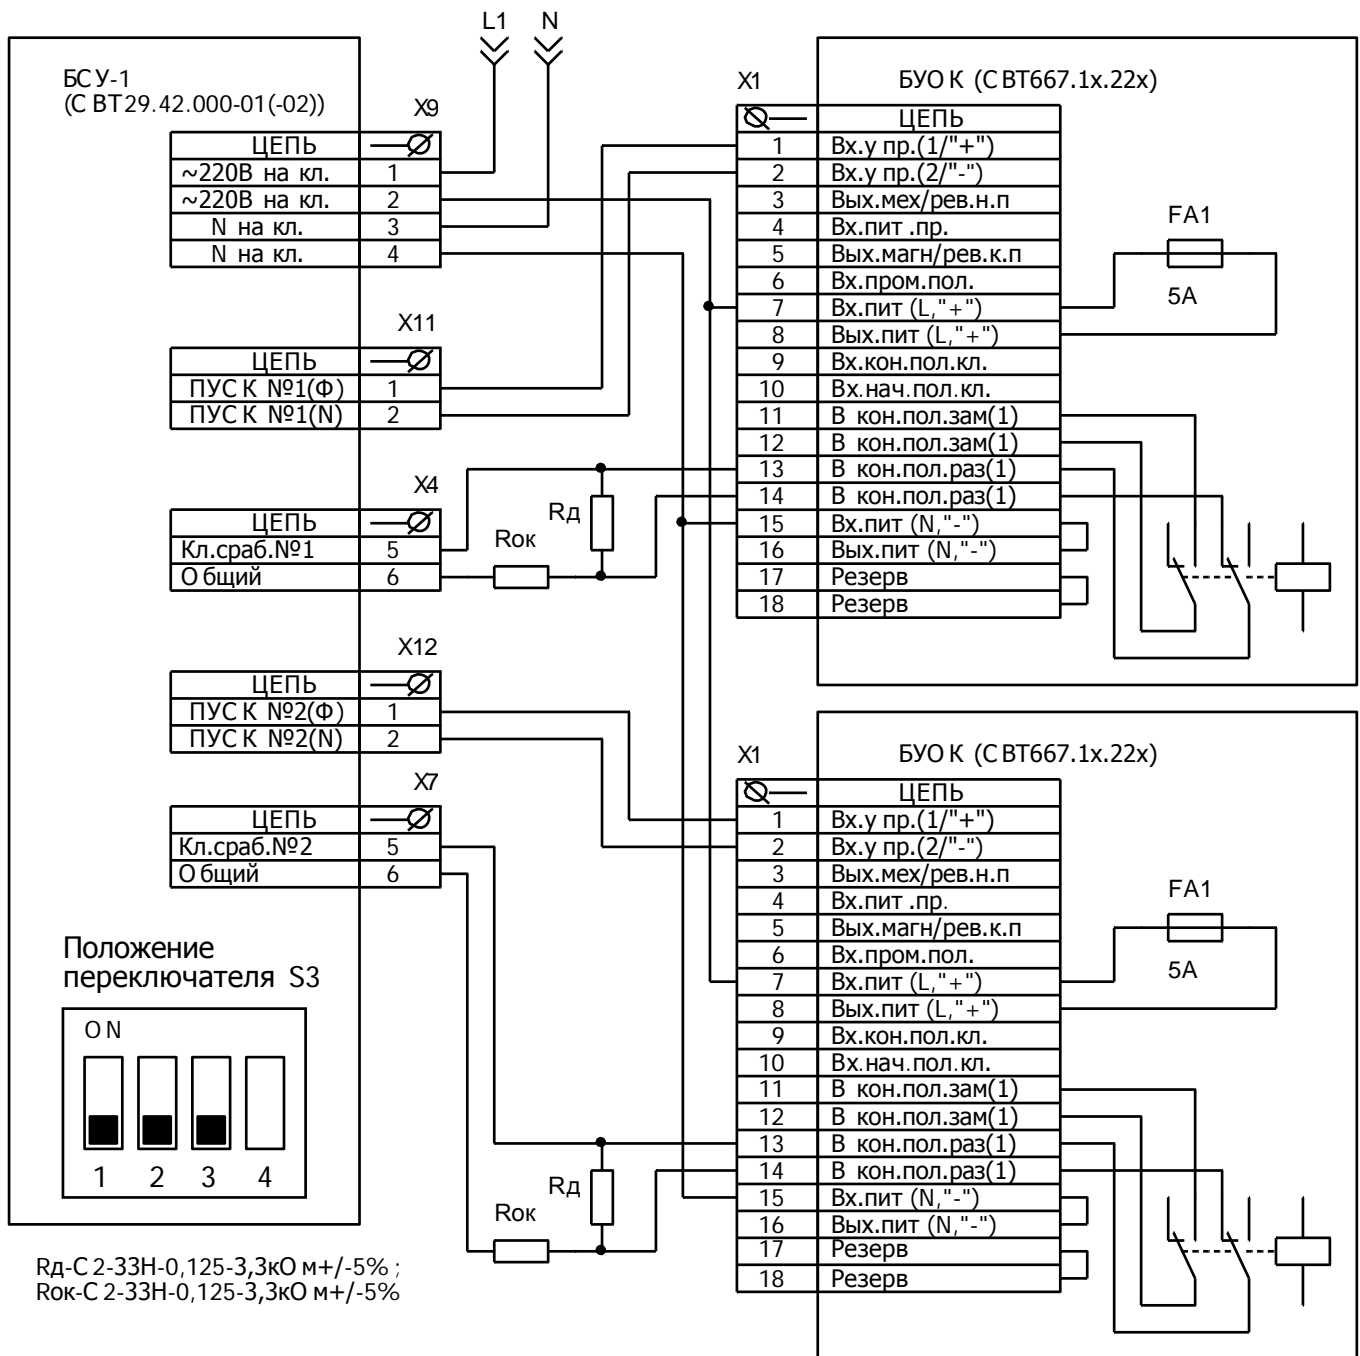 L1 N
БСУ-1
(СВТ29.42.000-01(-02))
X9
ЦЕПЬ
~220В на кл. 1
~220В на кл. 2
N на кл. 3
N на кл. 4
X11
ЦЕПЬ
ПУСК №1(Ф) 1
ПУСК №1(N) 2
X4
ЦЕПЬ
Кл.сраб.№1 5
Общий 6
Rок
Rд
X12
ЦЕПЬ
ПУСК №2(Ф) 1
ПУСК №2(N) 2
X7
ЦЕПЬ
Кл.сраб.№2 5
Общий 6
Rок
Rд
Положение
переключателя S3
ON
1 2 3 4
Rд-С2-33Н-0,125-3,3кОм+/-5% ;
Rок-С2-33Н-0,125-3,3кОм+/-5%
X1
БУОК (СВТ667.1х.22х)
ЦЕПЬ
1 Вх.упр.(1/"+")
2 Вх.упр.(2/"-")
3 Вых.мех/рев.н.п
4 Вх.пит .пр.
5 Вых.магн/рев.к.п
6 Вх.пром.пол.
7 Вх.пит (L,"+")
8 Вых.пит (L,"+")
9 Вх.кон.пол.кл.
10 Вх.нач.пол.кл.
11 В кон.пол.зам(1)
12 В кон.пол.зам(1)
13 В кон.пол.раз(1)
14 В кон.пол.раз(1)
15 Вх.пит (N,"-")
16 Вых.пит (N,"-")
17 Резерв
18 Резерв
FA1
5А
X1
БУОК (СВТ667.1х.22х)
ЦЕПЬ
1 Вх.упр.(1/"+")
2 Вх.упр.(2/"-")
3 Вых.мех/рев.н.п
4 Вх.пит .пр.
5 Вых.магн/рев.к.п
6 Вх.пром.пол.
7 Вх.пит (L,"+")
8 Вых.пит (L,"+")
9 Вх.кон.пол.кл.
10 Вх.нач.пол.кл.
11 В кон.пол.зам(1)
12 В кон.пол.зам(1)
13 В кон.пол.раз(1)
14 В кон.пол.раз(1)
15 Вх.пит (N,"-")
16 Вых.пит (N,"-")
17 Резерв
18 Резерв
FA1
5А